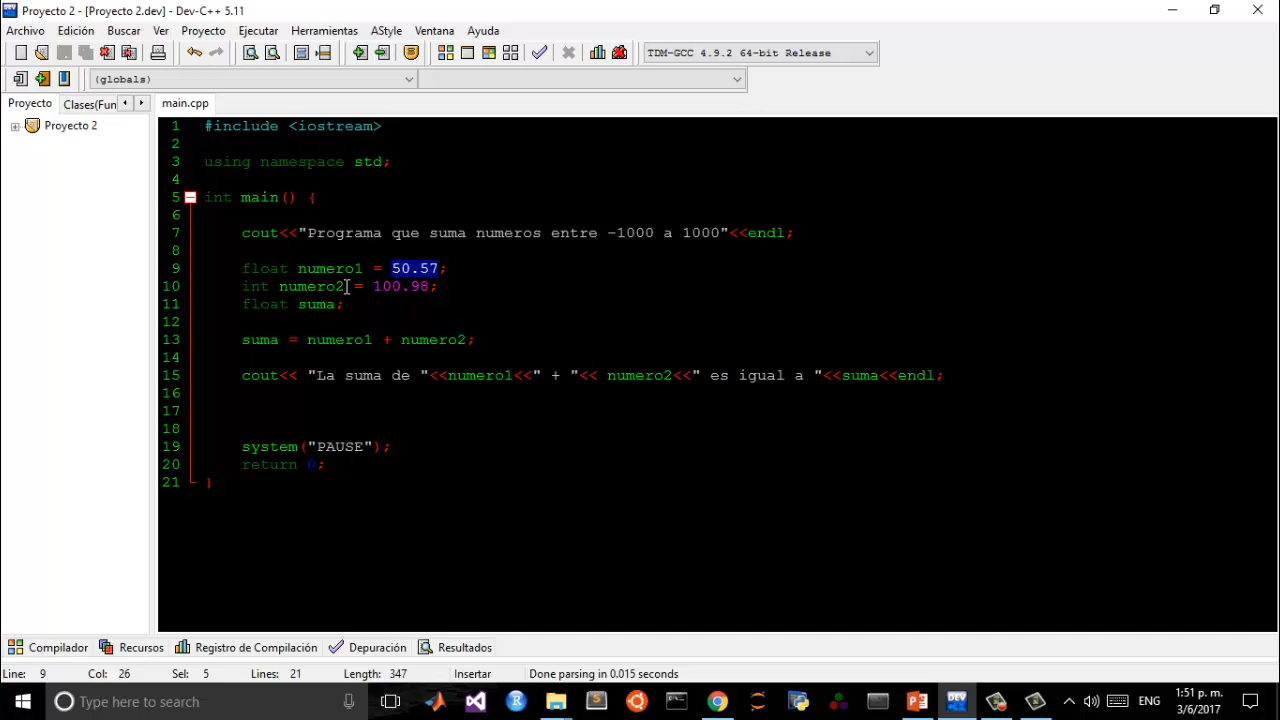 Proyecto 2 - [Proyecto 2.dev] - Dev-C++ 5.11
Archivo Edición Buscar Ver Proyecto Ejecutar Herramientas AStyle Ventana Ayuda
TDM-GCC 4.9.2 64-bit Release
(globals)
Proyecto Clases(Fun main.cpp
Proyecto 2
1 #include <iostream>
2
3 using namespace std;
4
5 int main() {
6
7 cout<<"Programa que suma numeros entre -1000 a 1000"<<endl;
8
9 float numero1 = 50.57;
10 int numero2 = 100.98;
11 float suma;
12
13 suma = numero1 + numero2;
14
15 cout<< "La suma de "<<numero1<<" + "<< numero2<<" es igual a "<<suma<<endl;
16
17
18
19 system("PAUSE");
20 return 0;
21 }
Compilador Recursos Registro de Compilación Depuración Resultados
Line: 9 Col: 26 Sel: 5 Lines: 21 Length: 347 Insertar Done parsing in 0.015 seconds
Type here to search ENG 1:51 p. m.
3/6/2017